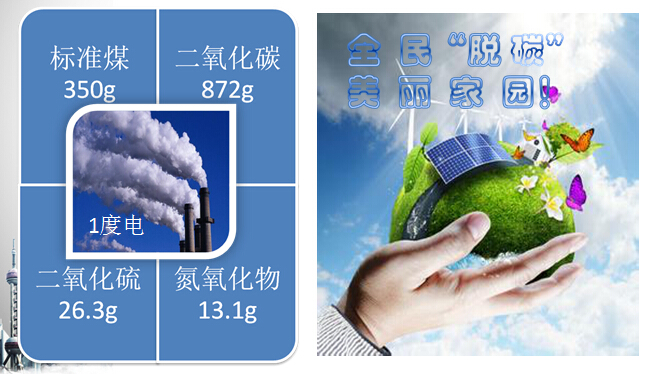 标准煤
350g
二氧化碳
872g
1度电
二氧化硫
26.3g
氮氧化物
13.1g
全民“脱碳”
美丽家园!